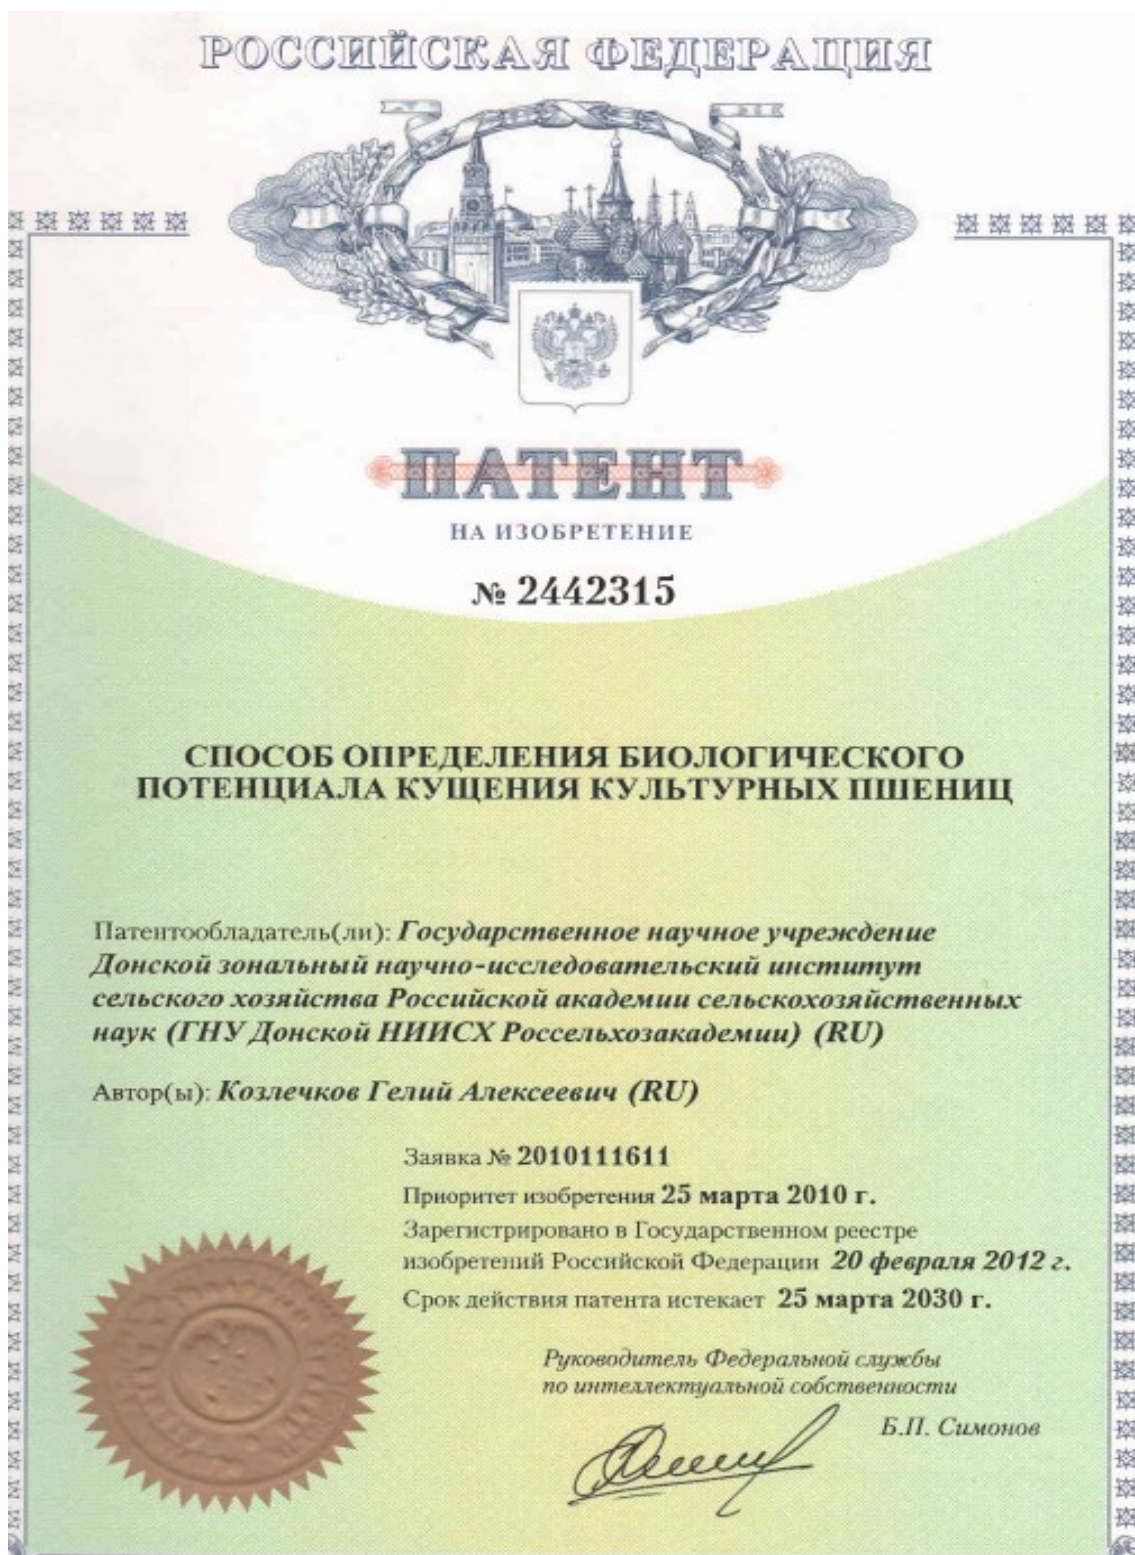 РОССИЙСКАЯ ФЕДЕРАЦИЯ
ПАТЕНТ
НА ИЗОБРЕТЕНИЕ
№ 2442315
СПОСОБ ОПРЕДЕЛЕНИЯ БИОЛОГИЧЕСКОГО
ПОТЕНЦИАЛА КУЩЕНИЯ КУЛЬТУРНЫХ ПШЕНИЦ
Патентообладатель(ли): Государственное научное учреждение
Донской зональный научно-исследовательский институт
сельского хозяйства Российской академии сельскохозяйственных
наук (ГНУ Донской НИИСХ Россельхозакадемии) (RU)
Автор(ы): Козлечков Гелий Алексеевич (RU)
Заявка № 2010111611
Приоритет изобретения 25 марта 2010 г.
Зарегистрировано в Государственном реестре
изобретений Российской Федерации 20 февраля 2012 г.
Срок действия патента истекает 25 марта 2030 г.
Руководитель Федеральной службы
по интеллектуальной собственности
Б.П. Симонов